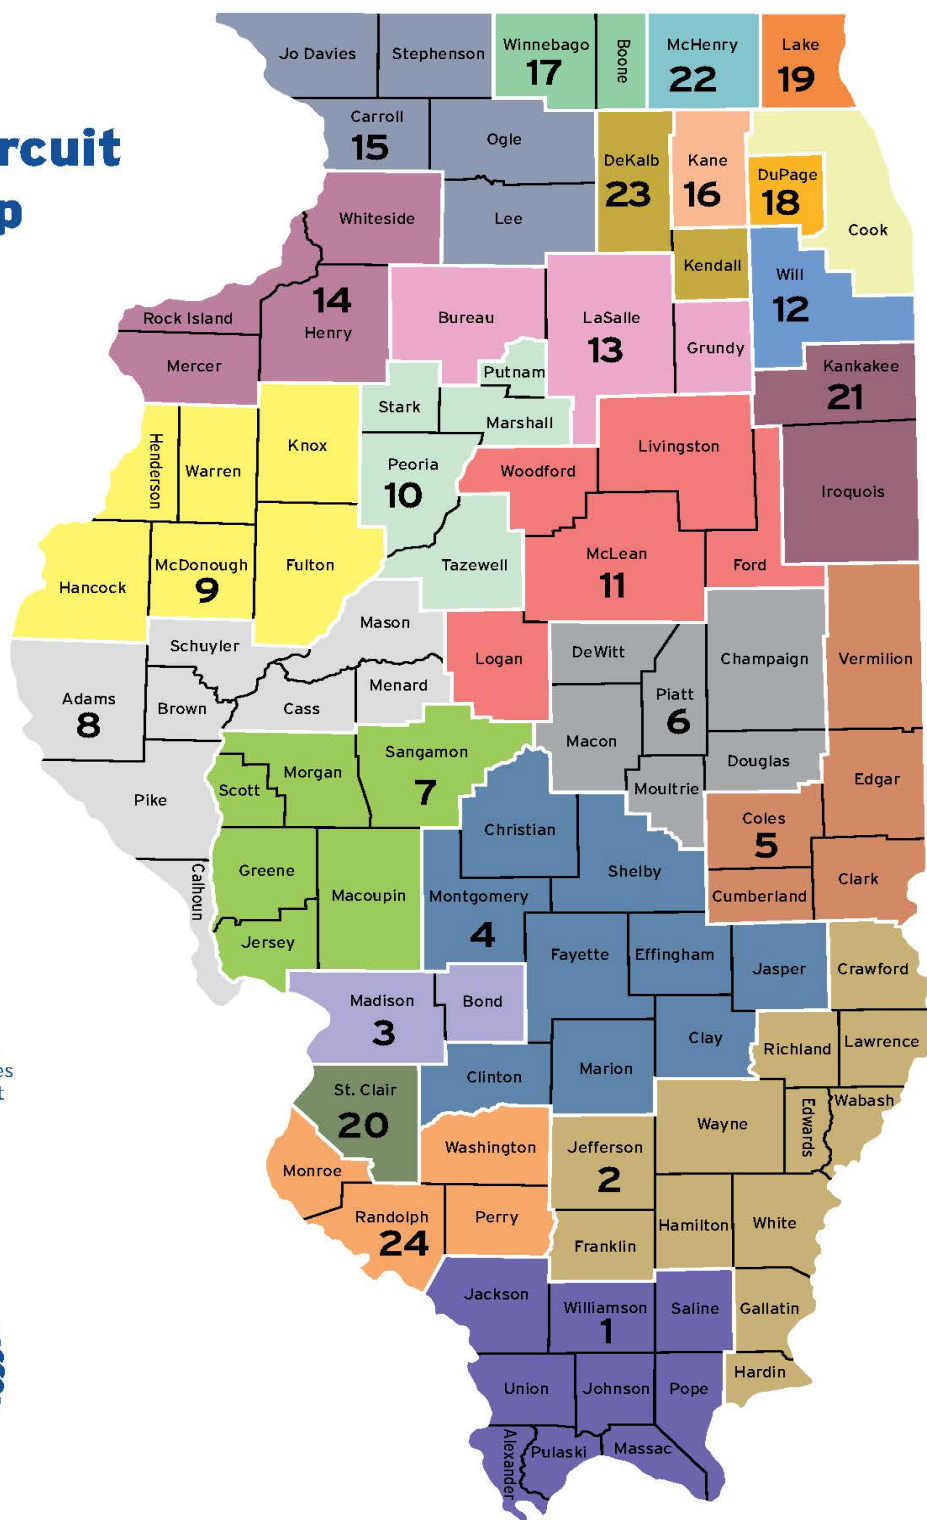 rcuit
p
Jo Davies
Stephenson
Winnebago
17
Boone
McHenry
22
Lake
19
Carroll
15
Ogle
DeKalb
23
Kane
16
DuPage
18
Cook
Whiteside
Lee
Kendall
Will
12
14
Henry
Rock Island
Mercer
Bureau
LaSalle
13
Grundy
Putnam
Kankakee
21
Stark
Marshall
Henderson
Warren
Knox
Peoria
10
Woodford
Livingston
Iroquois
Hancock
McDonough
9
Fulton
Tazewell
McLean
11
Ford
Mason
Schuyler
Logan
DeWitt
Champaign
Vermilion
Adams
8
Brown
Cass
Menard
Piatt
6
Macon
Sangamon
7
Douglas
Edgar
Pike
Scott
Morgan
Moultrie
Christian
Coles
5
Shelby
Greene
Macoupin
Montgomery
4
Cumberland
Clark
Calhoun
Jersey
Fayette
Effingham
Jasper
Crawford
Madison
3
Bond
Clay
Richland
Lawrence
es
t
St. Clair
20
Clinton
Marion
Wabash
Edwards
Wayne
Washington
Jefferson
2
Monroe
Randolph
24
Perry
Hamilton
White
Franklin
Jackson
Williamson
1
Saline
Gallatin
Hardin
Union
Johnson
Pope
Alexander
Pulaski
Massac